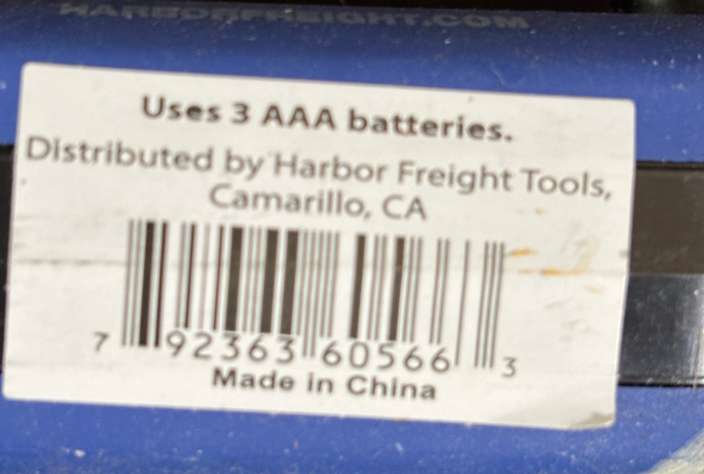 HARBORFREIGHT.COM
Uses 3 AAA batteries.
Distributed by Harbor Freight Tools,
Camarillo, CA
7 92363 60566 3
Made in China